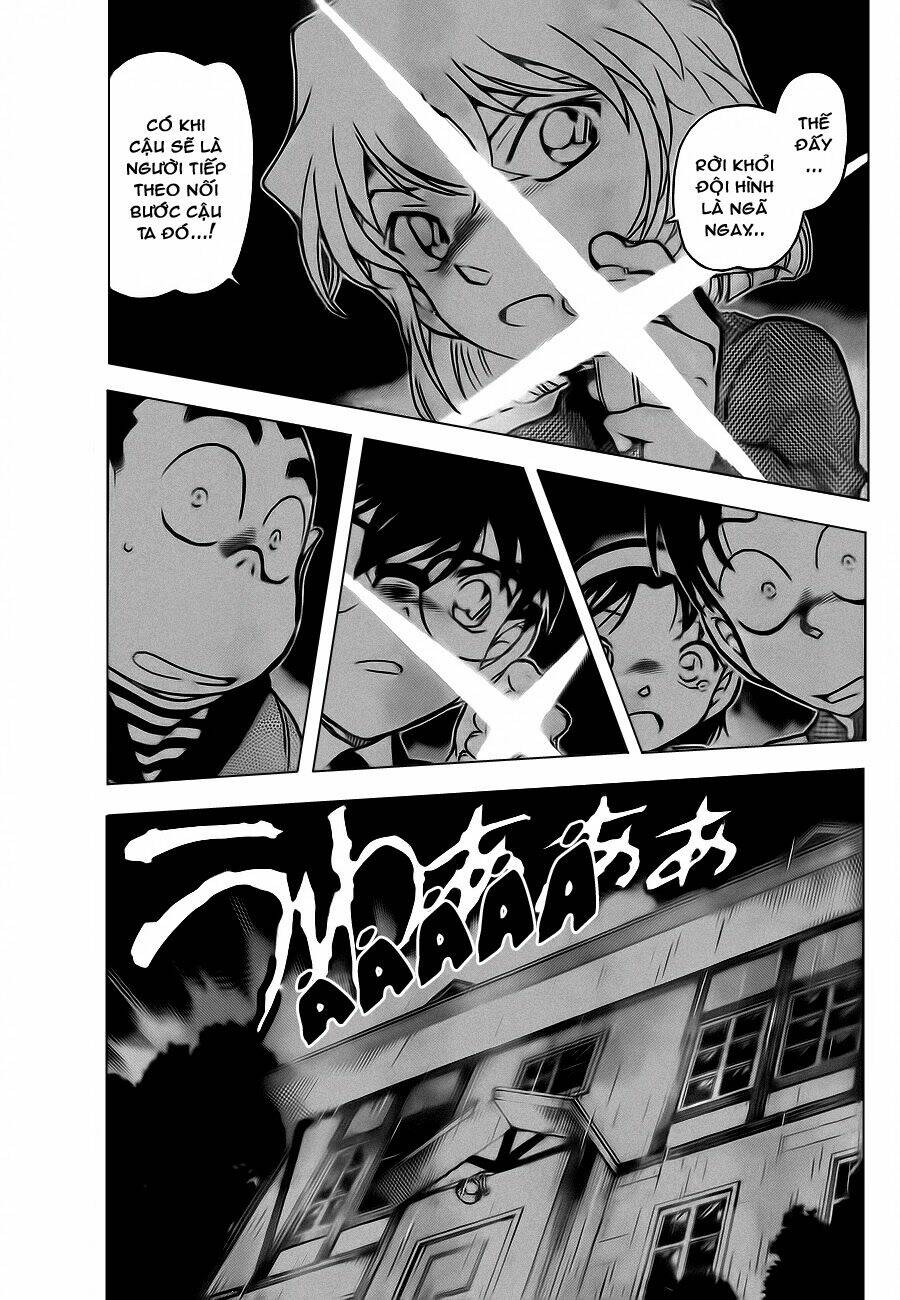 THẾ
ĐẤY
...
RỜI KHỎI
ĐỘI HÌNH
LÀ NGÃ
NGAY...
CÓ KHI
CẬU SẼ LÀ
NGƯỜI TIẾP
THEO NỐI
BƯỚC CẬU
TA ĐÓ...!
うわあああ
ÀÀÀÀÀÀ